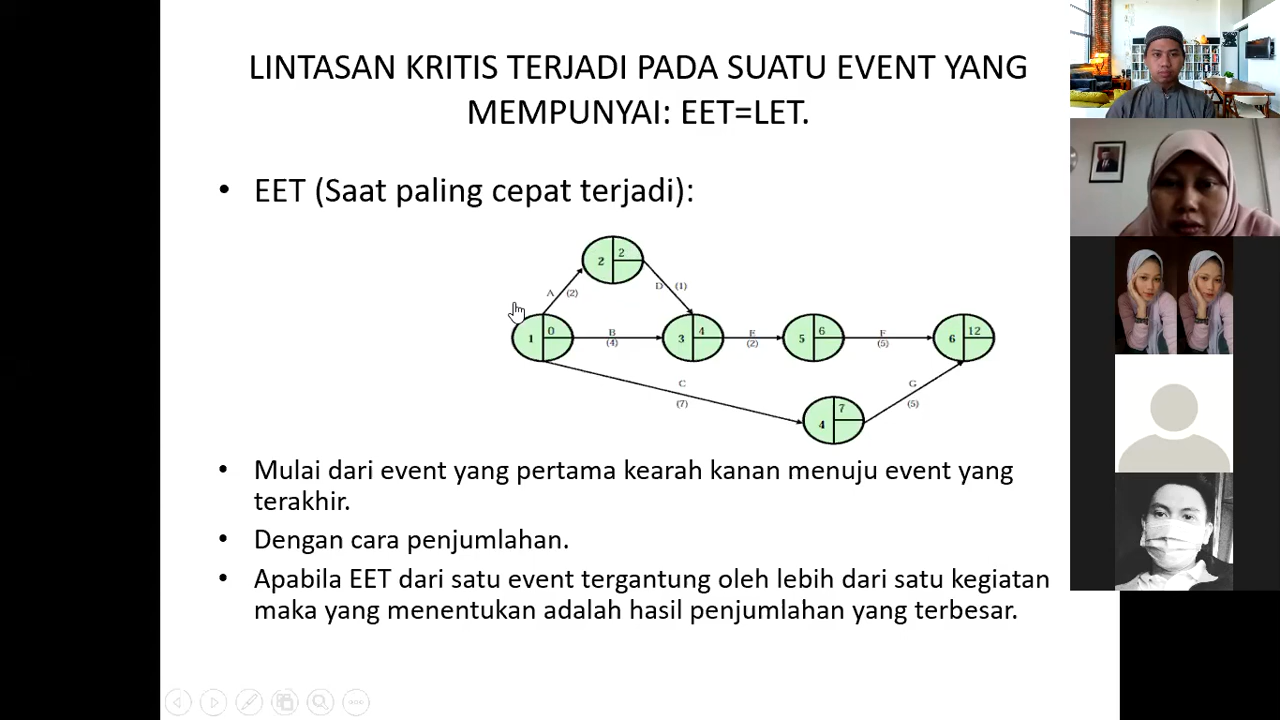 LINTASAN KRITIS TERJADI PADA SUATU EVENT YANG
MEMPUNYAI: EET=LET.
• EET (Saat paling cepat terjadi):
2
2
A
(2)
D
(1)
1
0
B
(4)
3
4
E
(2)
5
6
F
(5)
6
12
C
(7)
4
7
G
(5)
• Mulai dari event yang pertama kearah kanan menuju event yang
terakhir.
• Dengan cara penjumlahan.
• Apabila EET dari satu event tergantung oleh lebih dari satu kegiatan
maka yang menentukan adalah hasil penjumlahan yang terbesar.